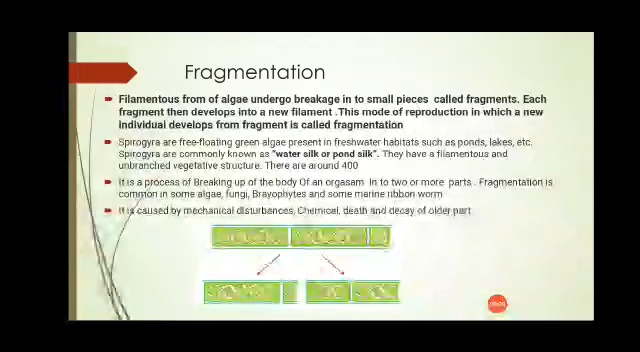 Fragmentation
Filamentous from of algae undergo breakage in to small pieces called fragments. Each
fragment then develops into a new filament .This mode of reproduction in which a new
individual develops from fragment is called fragmentation
Spirogyra are free-floating green algae present in freshwater habitats such as ponds, lakes, etc.
Spirogyra are commonly known as "water silk or pond silk". They have a filamentous and
unbranched vegetative structure. There are around 400
It is a process of Breaking up of the body Of an orgasam In to two or more parts . Fragmentation is
common in some algae, fungi, Brayophytes and some marine ribbon worm
It is caused by mechanical disturbances, Chemical, death and decay of older part